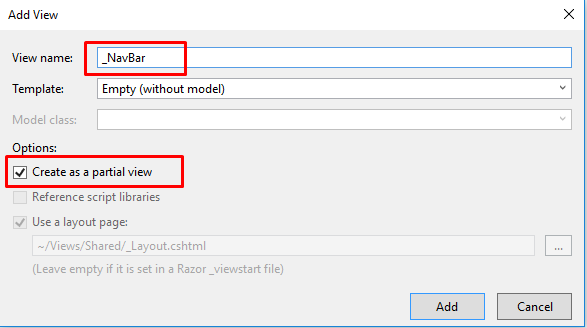 Add View
View name: _NavBar
Template: Empty (without model)
Model class:
Options:
Create as a partial view
Reference script libraries
Use a layout page:
~/Views/Shared/_Layout.cshtml ...
(Leave empty if it is set in a Razor _viewstart file)
Add Cancel